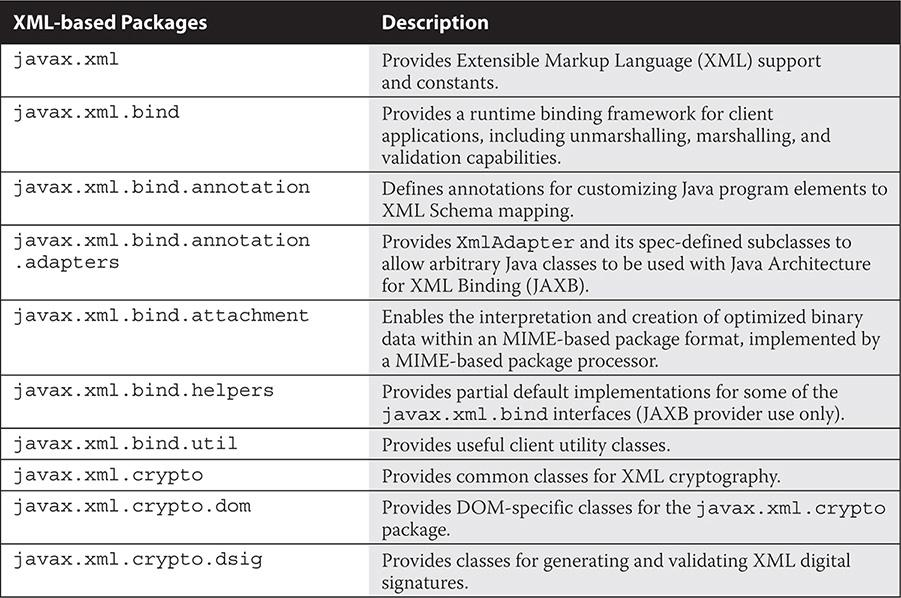 XML-based Packages Description
javax.xml Provides Extensible Markup Language (XML) support
and constants.
javax.xml.bind Provides a runtime binding framework for client
applications, including unmarshalling, marshalling, and
validation capabilities.
javax.xml.bind.annotation Defines annotations for customizing Java program elements to
XML Schema mapping.
javax.xml.bind.annotation Provides XmlAdapter and its spec-defined subclasses to
.adapters allow arbitrary Java classes to be used with Java Architecture
for XML Binding (JAXB).
javax.xml.bind.attachment Enables the interpretation and creation of optimized binary
data within an MIME-based package format, implemented by
a MIME-based package processor.
javax.xml.bind.helpers Provides partial default implementations for some of the
javax.xml.bind interfaces (JAXB provider use only).
javax.xml.bind.util Provides useful client utility classes.
javax.xml.crypto Provides common classes for XML cryptography.
javax.xml.crypto.dom Provides DOM-specific classes for the javax.xml.crypto
package.
javax.xml.crypto.dsig Provides classes for generating and validating XML digital
signatures.